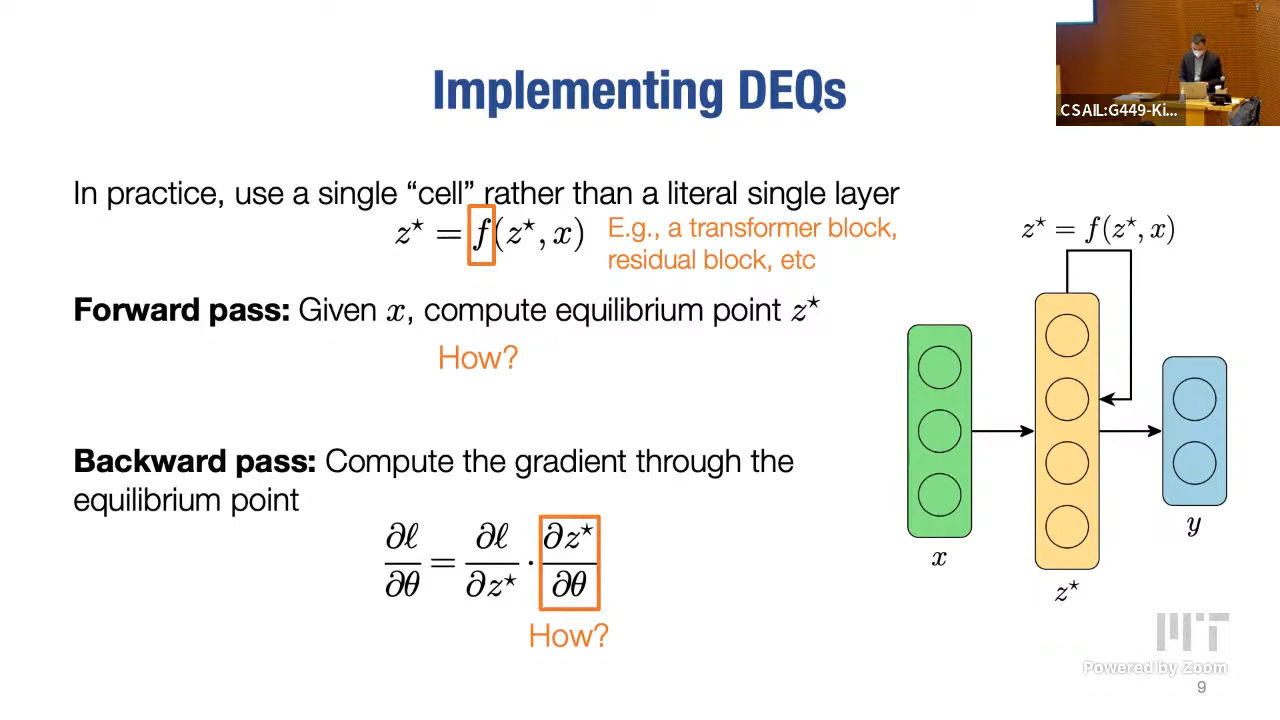 Implementing DEQs
CSAIL:G449-Ki...
In practice, use a single “cell” rather than a literal single layer
z⋆ = f(z⋆, x)
E.g., a transformer block,
residual block, etc
z⋆ = f(z⋆, x)
Forward pass: Given x, compute equilibrium point z⋆
How?
Backward pass: Compute the gradient through the
equilibrium point
∂ℓ/∂θ = ∂ℓ/∂z⋆ · ∂z⋆/∂θ
How?
x
z⋆
y
MIT
Powered by Zoom
9